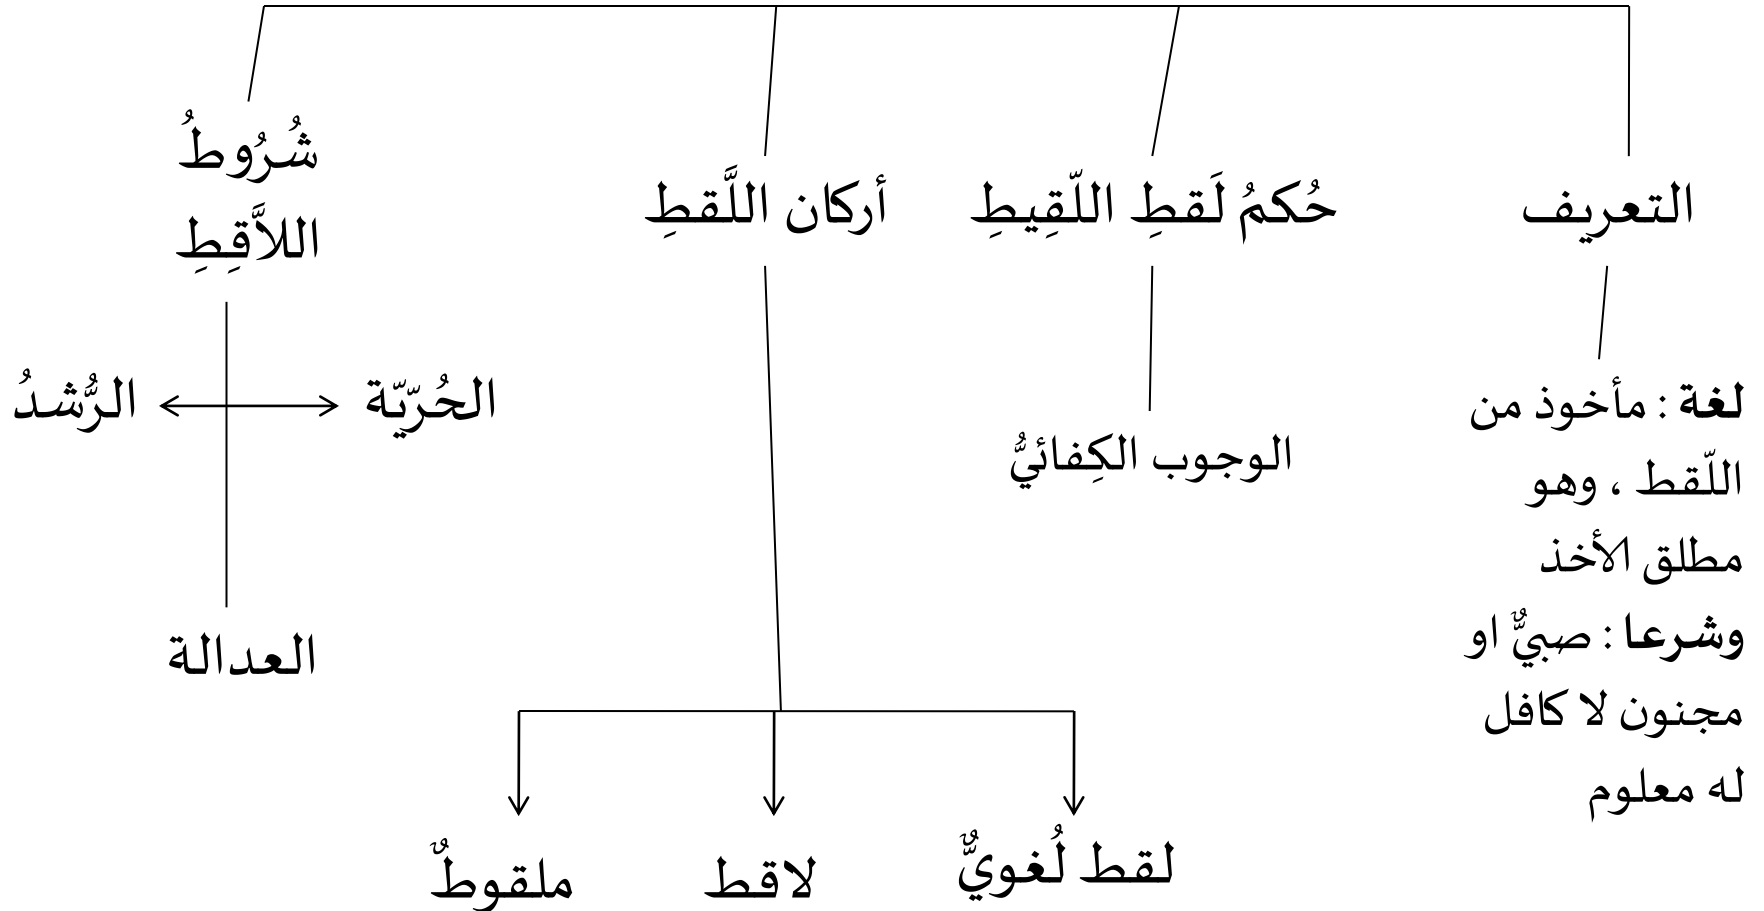 التعريف
لغة : مأخوذ من
اللّقط ، وهو
مطلق الأخذ
وشرعا : صبيٌّ او
مجنون لا كافل
له معلوم
حُكمُ لَقطِ اللّقِيطِ
الوجوب الكِفائيُّ
أركان اللَّقطِ
لقط لُغويٌّ
لاقط
ملقوطٌ
شُرُوطُ
اللاَّقِطِ
الحُرّيّة
الرُّشدُ
العدالة